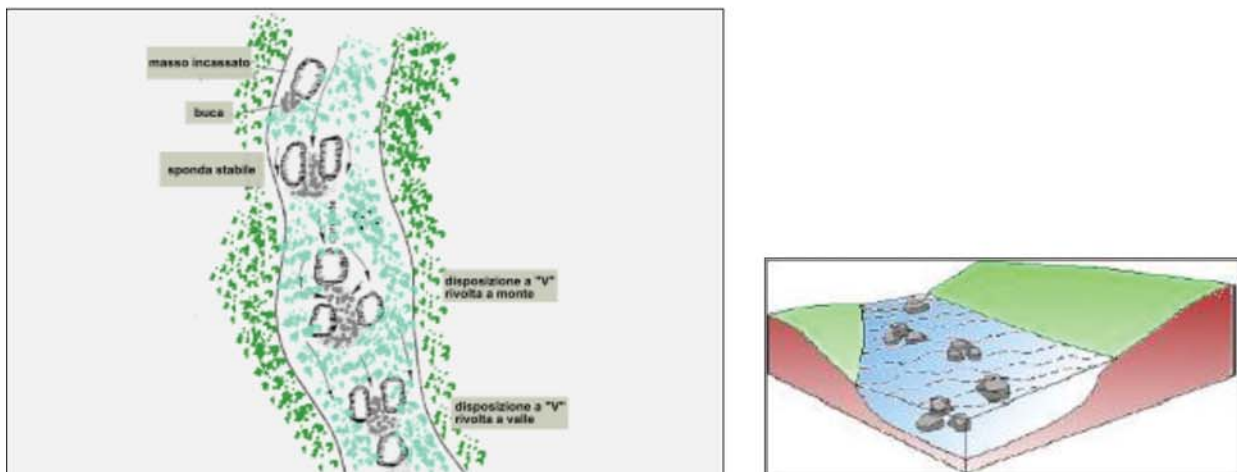 masso incassato
buca
sponda stabile
disposizione a "V"
rivolta a monte
disposizione a "V"
rivolta a valle